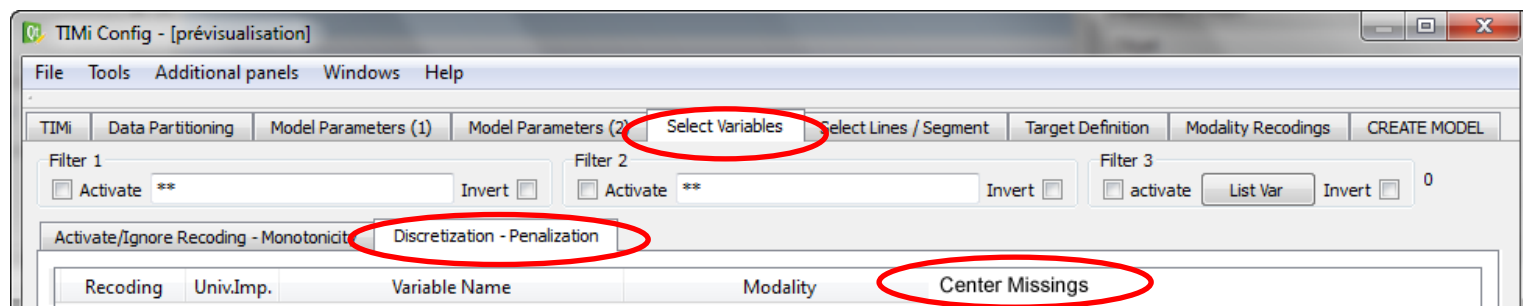 TIMi Config - [prévisualisation]
File Tools Additional panels Windows Help
TIMi Data Partitioning Model Parameters (1) Model Parameters (2) Select Variables Select Lines / Segment Target Definition Modality Recodings CREATE MODEL
Filter 1 Filter 2 Filter 3
Activate ** Invert Activate ** Invert activate List Var Invert 0
Activate/Ignore Recoding - Monotonicity Discretization - Penalization
Recoding Univ.Imp. Variable Name Modality Center Missings